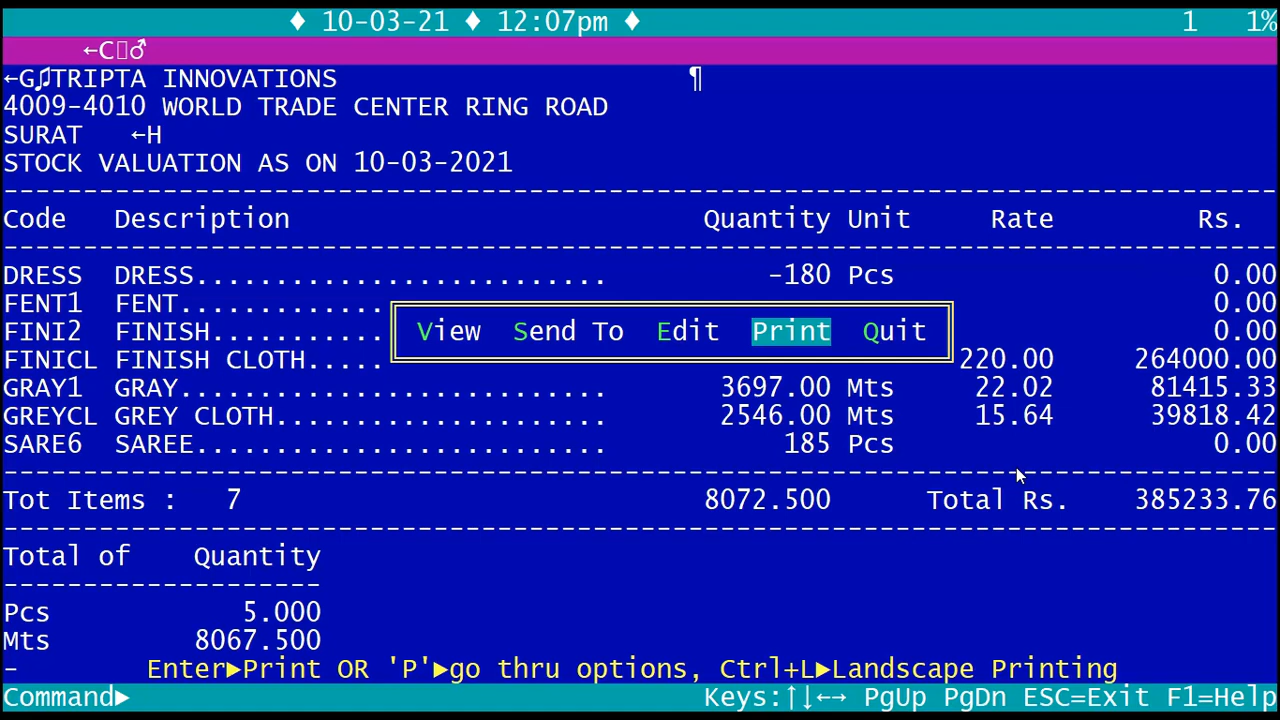 ♦ 10-03-21 ♦ 12:07pm ♦ 1 1%
←C▯♂
←G♫TRIPTA INNOVATIONS ¶
4009-4010 WORLD TRADE CENTER RING ROAD
SURAT ←H
STOCK VALUATION AS ON 10-03-2021
--------------------------------------------------------------------------------
Code Description Quantity Unit Rate Rs.
--------------------------------------------------------------------------------
DRESS DRESS.......................... -180 Pcs 0.00
FENT1 FENT............. 0.00
FINI2 FINISH........... 0.00
View Send To Edit Print Quit
FINICL FINISH CLOTH..... 220.00 264000.00
GRAY1 GRAY........................... 3697.00 Mts 22.02 81415.33
GREYCL GREY CLOTH..................... 2546.00 Mts 15.64 39818.42
SARE6 SAREE.......................... 185 Pcs 0.00
--------------------------------------------------------------------------------
Tot Items : 7 8072.500 Total Rs. 385233.76
--------------------------------------------------------------------------------
Total of Quantity
--------------------
Pcs 5.000
Mts 8067.500
- Enter►Print OR 'P'►go thru options, Ctrl+L►Landscape Printing
Command► Keys:↑↓←→ PgUp PgDn ESC=Exit F1=Help